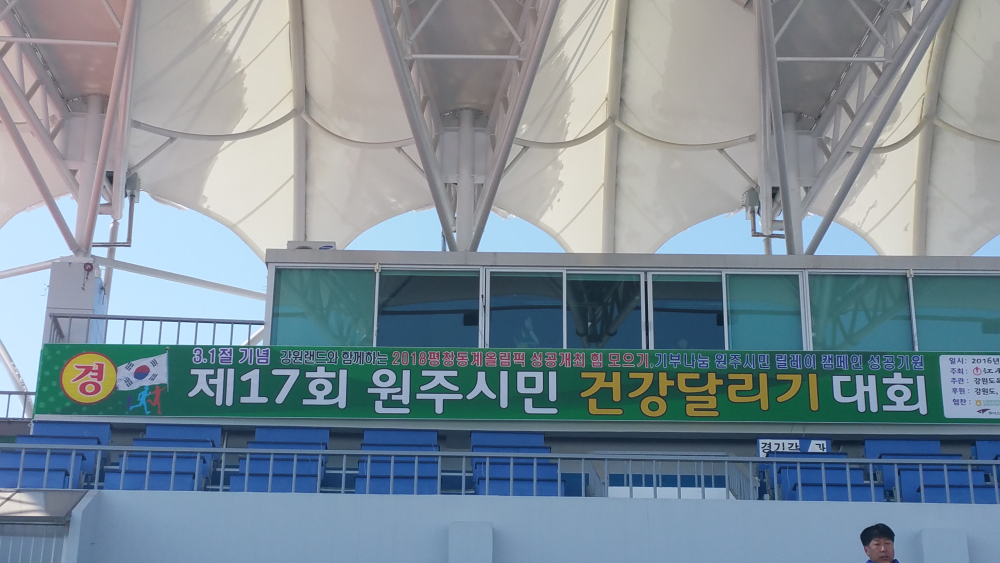 경
3.1절 기념 강원랜드와 함께하는 2018평창동계올림픽 성공개최 힘 모으기, 기부나눔 원주시민 릴레이 캠페인 성공기원
제17회 원주시민 건강달리기 대회
일시: 2016년
주최:
주관: 강원도
후원: 강원도,
협찬:
경기